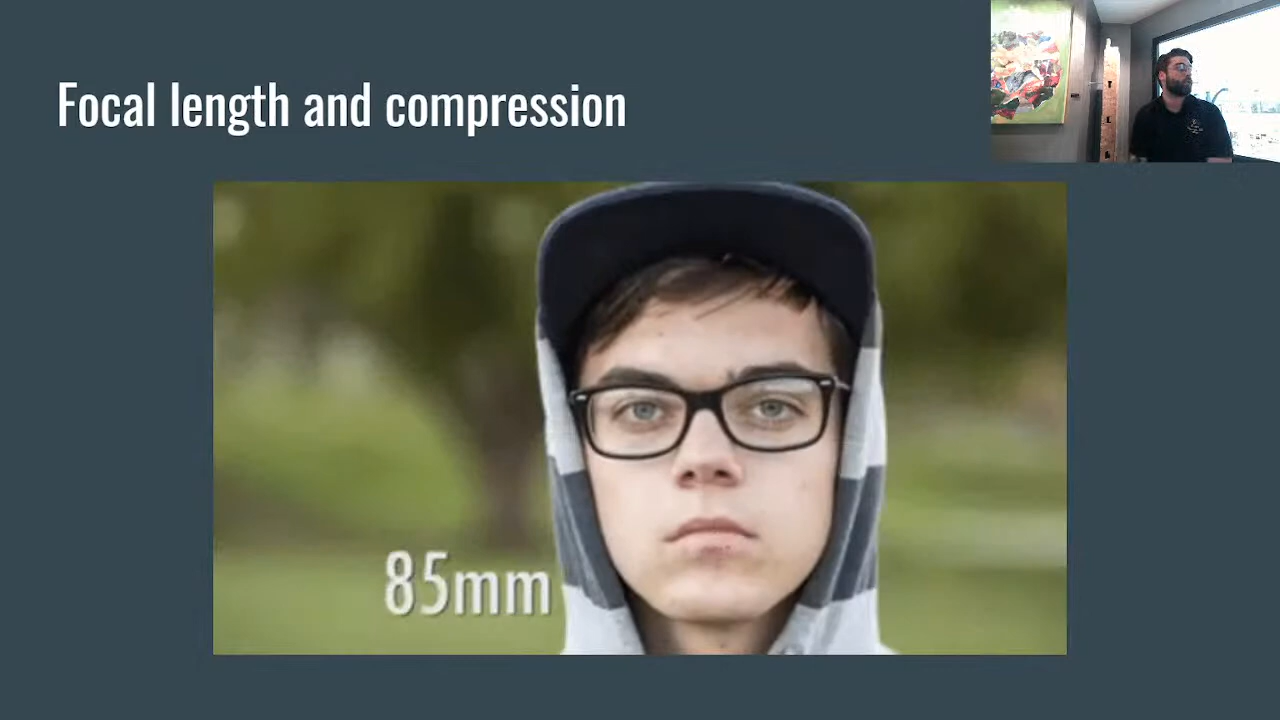 Focal length and compression
85mm